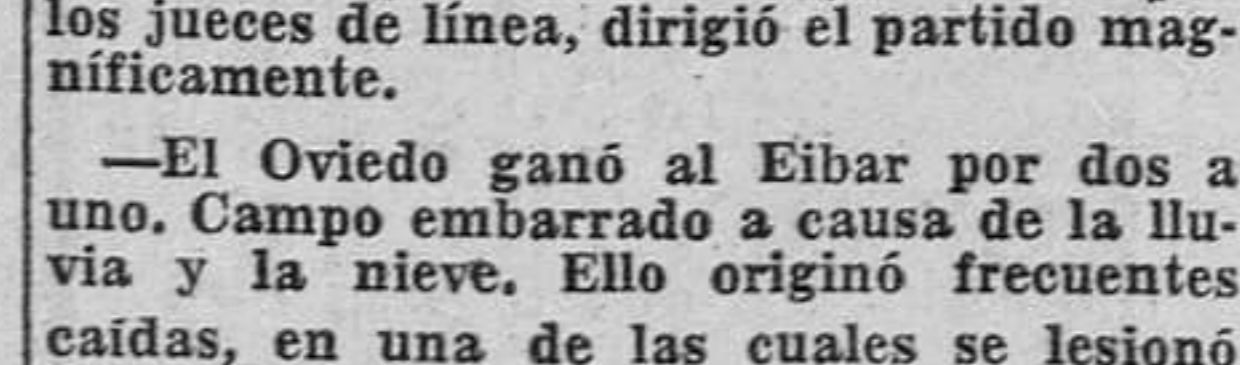 los jueces de línea, dirigió el partido mag-
níficamente.
—El Oviedo ganó al Eibar por dos a
uno. Campo embarrado a causa de la llu-
via y la nieve. Ello originó frecuentes
caídas, en una de las cuales se lesionó